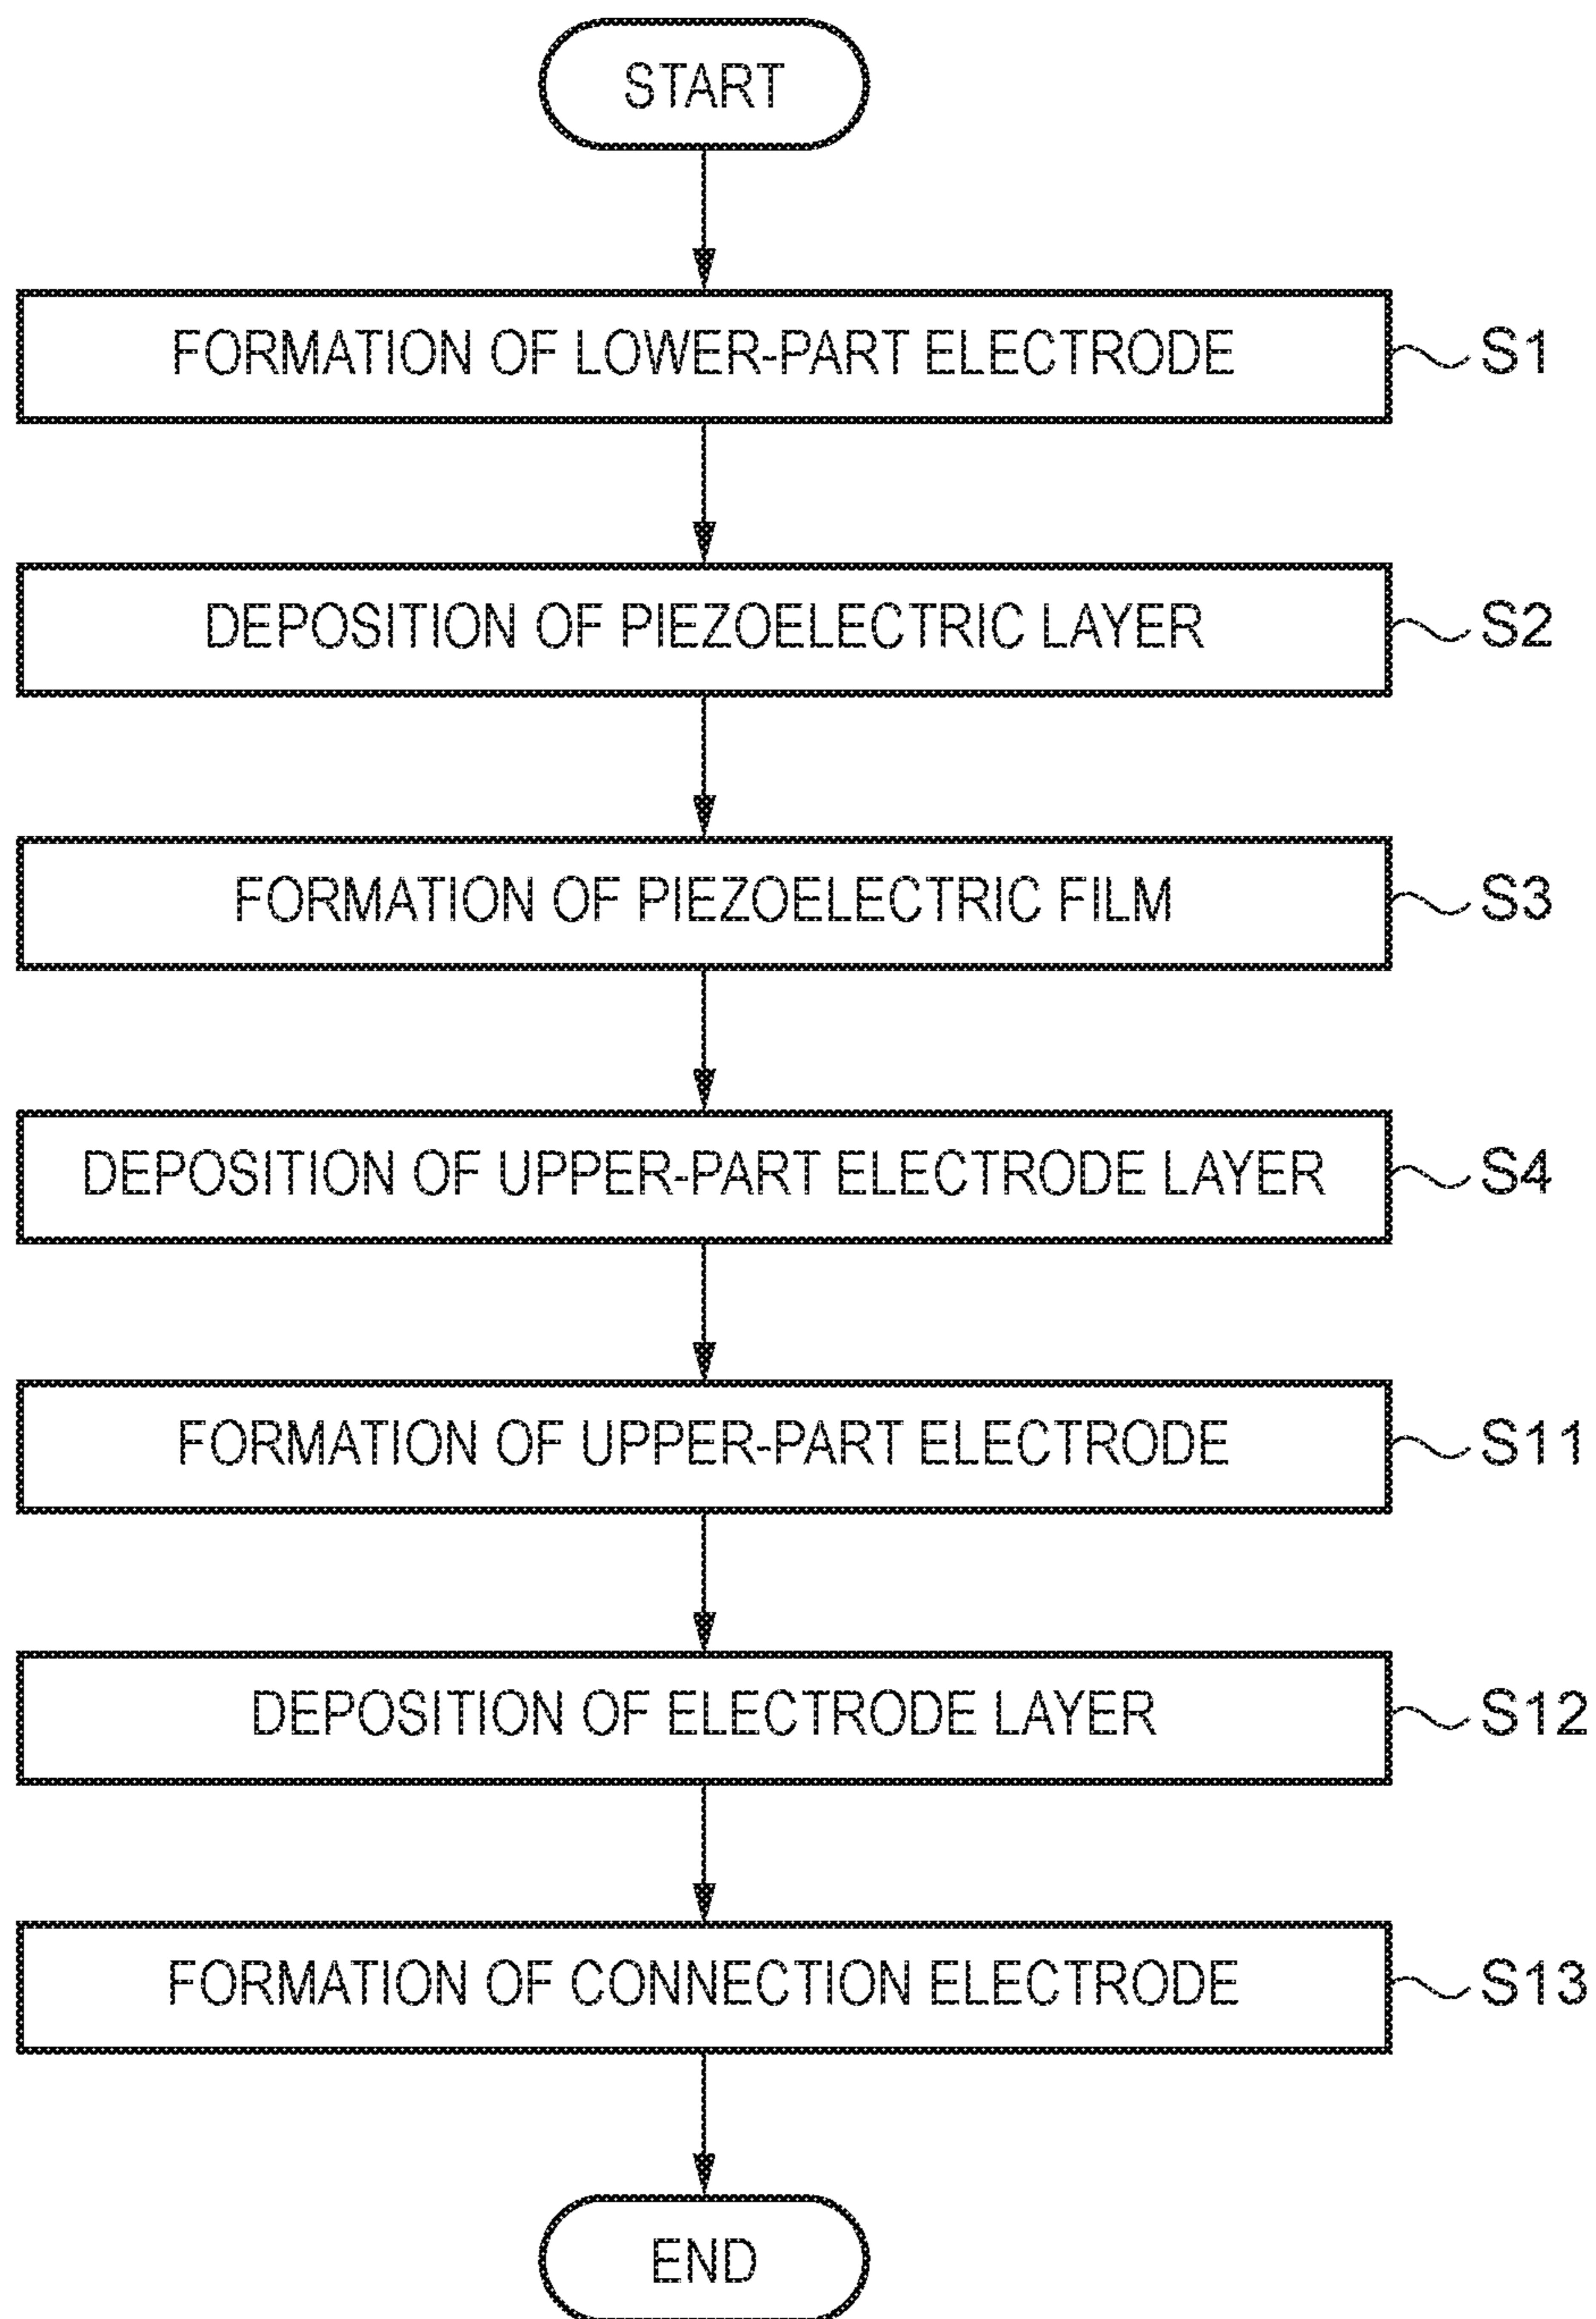 START
FORMATION OF LOWER-PART ELECTRODE S1
DEPOSITION OF PIEZOELECTRIC LAYER S2
FORMATION OF PIEZOELECTRIC FILM S3
DEPOSITION OF UPPER-PART ELECTRODE LAYER S4
FORMATION OF UPPER-PART ELECTRODE S11
DEPOSITION OF ELECTRODE LAYER S12
FORMATION OF CONNECTION ELECTRODE S13
END